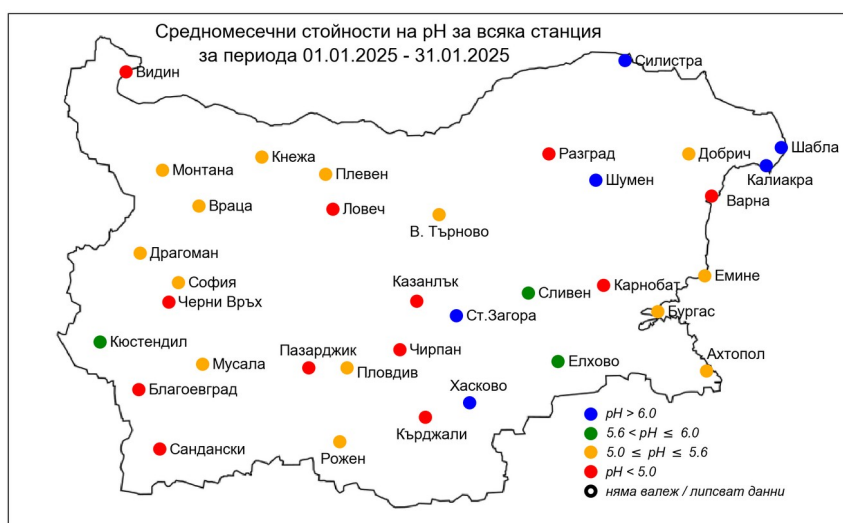 Средномесечни стойности на pH за всяка станция
за периода 01.01.2025 - 31.01.2025
Силистра
Видин
Шабла
Кнежа
Разград
Добрич
Монтана
Плевен
Калиакра
Шумен
Варна
Враца
Ловеч
В. Търново
Драгоман
Емине
София
Казанлък
Карнобат
Сливен
Черни Връх
Бургас
Ст.Загора
Кюстендил
Пазарджик
Чирпан
Ахтопол
Мусала
Елхово
Пловдив
Благоевград
Хасково
pH > 6.0
Кърджали
5.6 < pH ≤ 6.0
Сандански
Рожен
5.0 ≤ pH ≤ 5.6
pH < 5.0
няма валеж / липсват данни